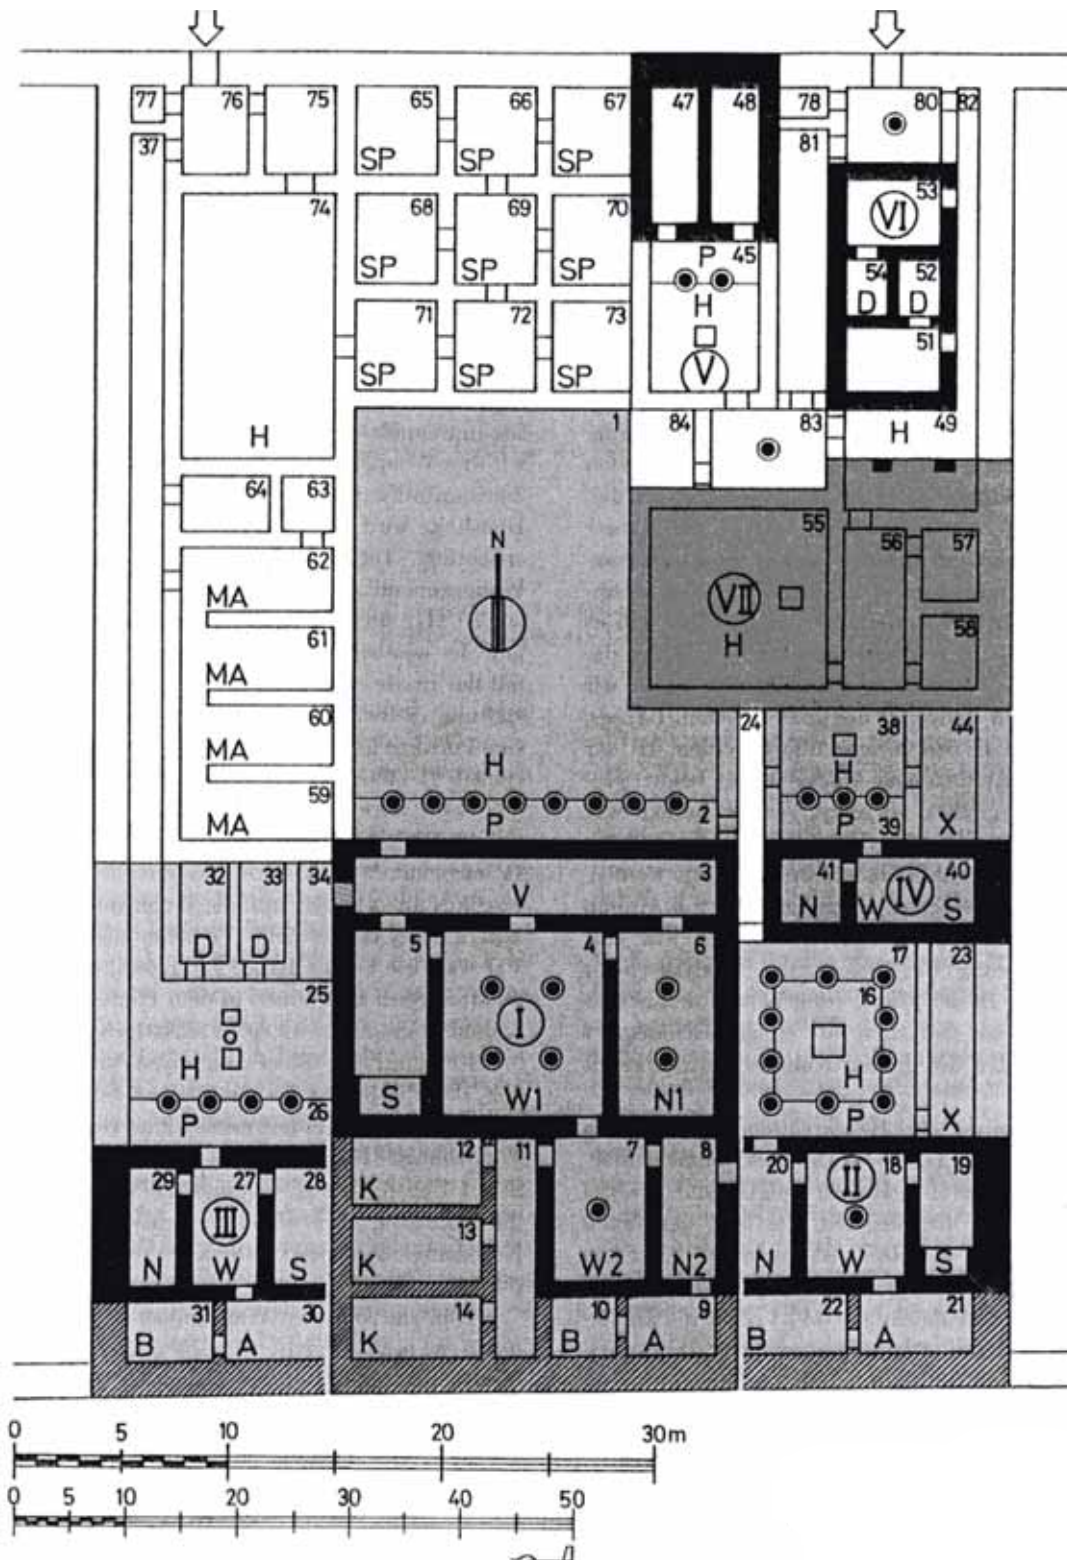 77 76 75 65 66 67 47 48 78 80 82
37 SP SP SP 81
53
VI
74 68 69 70 P 45 54 52
SP SP SP H D D
71 72 73 V 51
SP SP SP
H 1 84 83 H 49
64 63 55 56 57
62 N
MA VII 58
61 H
MA
60 24 38 44
MA H H
59 P 2 P 39 X
MA
32 33 34 3 41 40
D D V N W IV S
25 5 4 6 17 23
I 16
H S W1 N1 H
P 26 P X
29 27 28 12 11 7 8 20 18 19
III K II
N W S 13
K W2 N2 N W S
31 30 14 10 9 22 21
B A K B A B A
0 5 10 20 30m
0 5 10 20 30 40 50